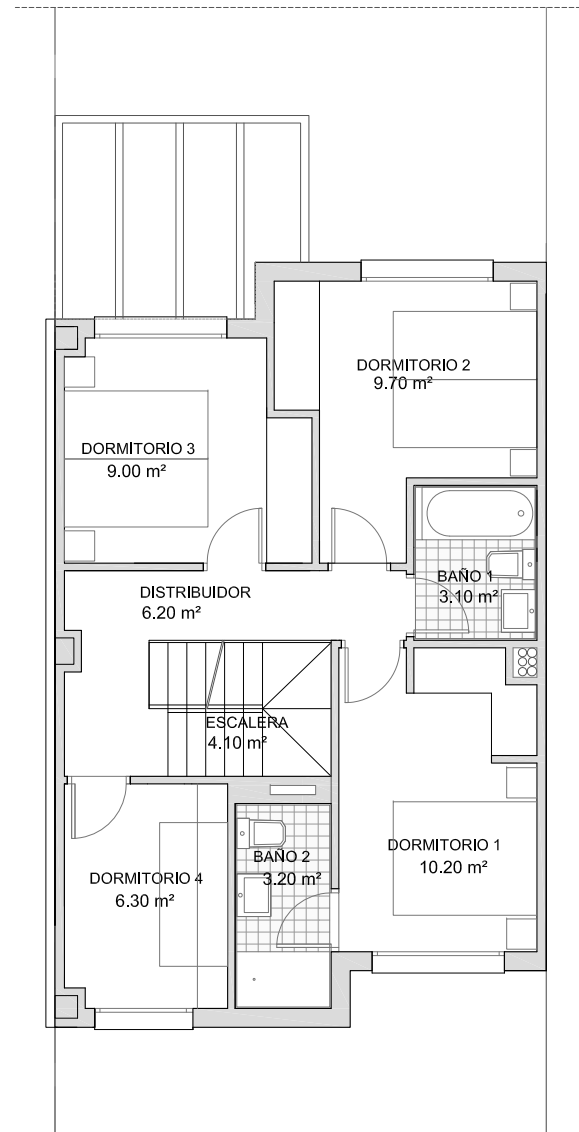 DORMITORIO 2
9.70 m²
DORMITORIO 3
9.00 m²
BAÑO 1
3.10 m²
DISTRIBUIDOR
6.20 m²
ESCALERA
4.10 m²
DORMITORIO 1
10.20 m²
BAÑO 2
3.20 m²
DORMITORIO 4
6.30 m²